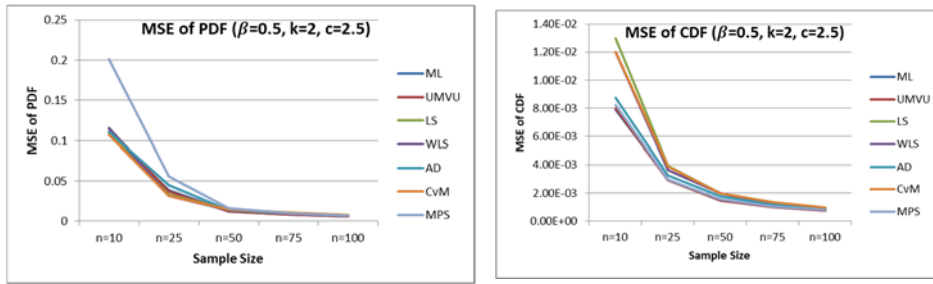 MSE of PDF (β=0.5, k=2, c=2.5)
MSE of PDF
0.25
0.2
0.15
0.1
0.05
0
n=10 n=25 n=50 n=75 n=100
Sample Size
ML
UMVU
LS
WLS
AD
CvM
MPS
MSE of CDF (β=0.5, k=2, c=2.5)
MSE of CDF
1.40E-02
1.20E-02
1.00E-02
8.00E-03
6.00E-03
4.00E-03
2.00E-03
0.00E+00
n=10 n=25 n=50 n=75 n=100
Sample Size
ML
UMVU
LS
WLS
AD
CvM
MPS